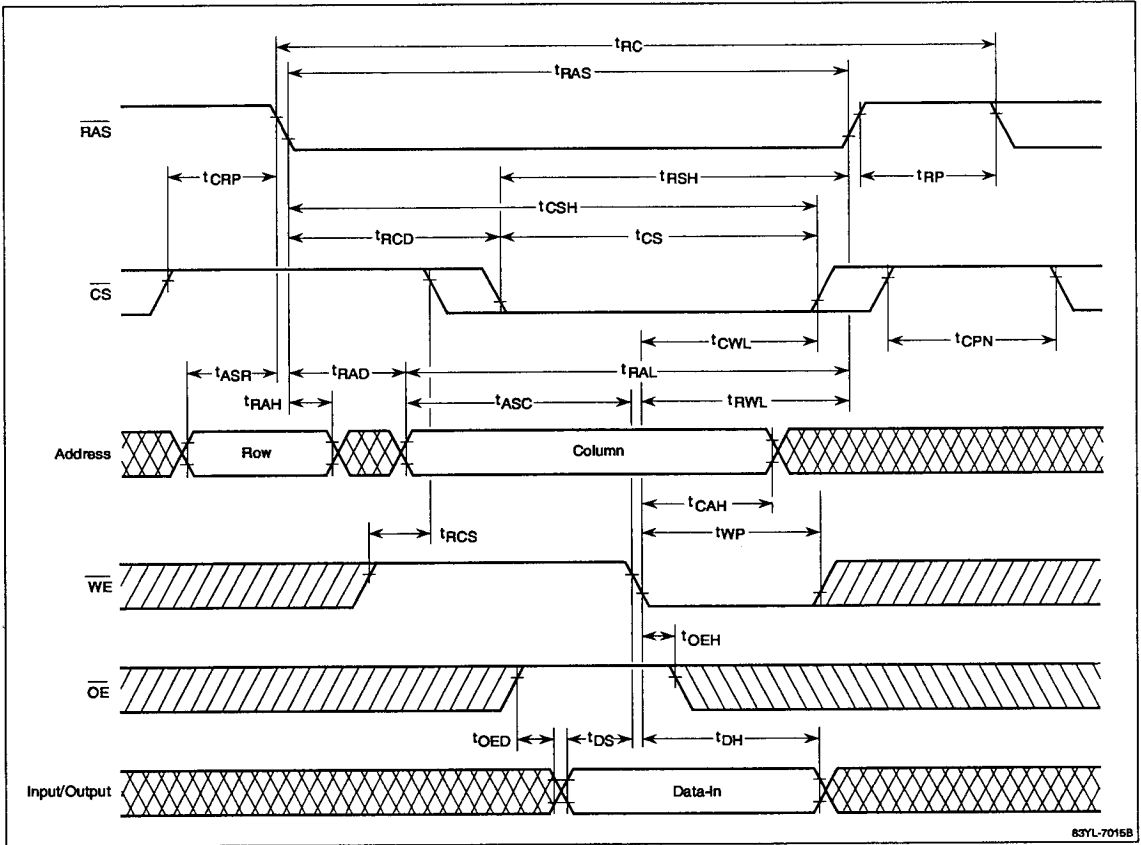 tRC
tRAS
RAS
tCRP
tRSH
tRP
tCSH
tRCD
tCS
CS
tCWL
tCPN
tASR
tRAD
tRAL
tRAH
tASC
tRWL
Address
Row
Column
tCAH
tRCS
tWP
WE
tOEH
OE
tOED
tDS
tDH
Input/Output
Data-In
83YL-7015B